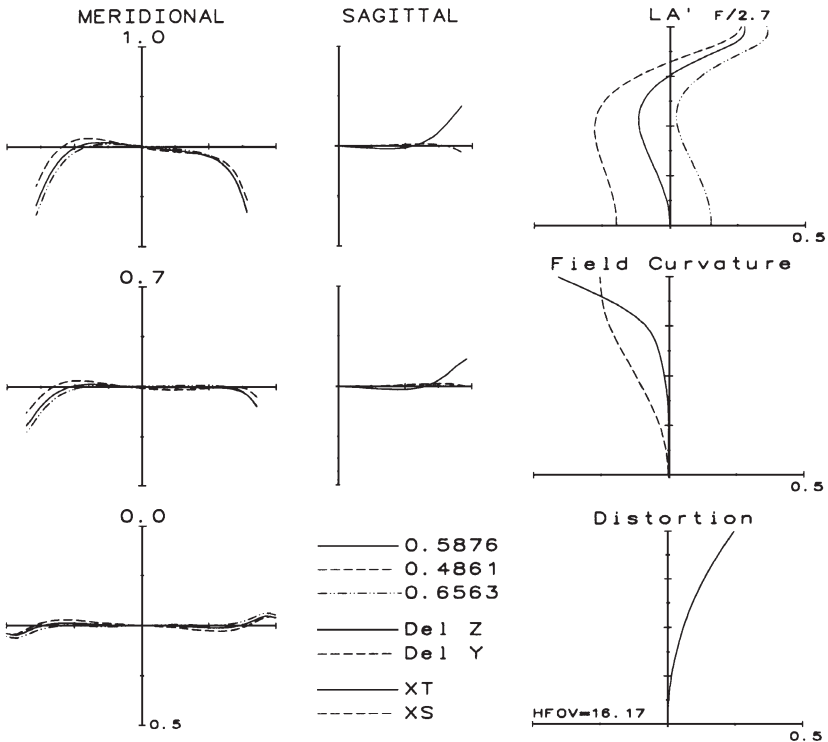 MERIDIONAL
SAGITTAL
LA' F/2.7
1.0
0.5
0.7
Field Curvature
0.5
0.0
Distortion
0.5876
0.4861
0.6563
Del Z
Del Y
XT
XS
HFOV=16.17
0.5
0.5